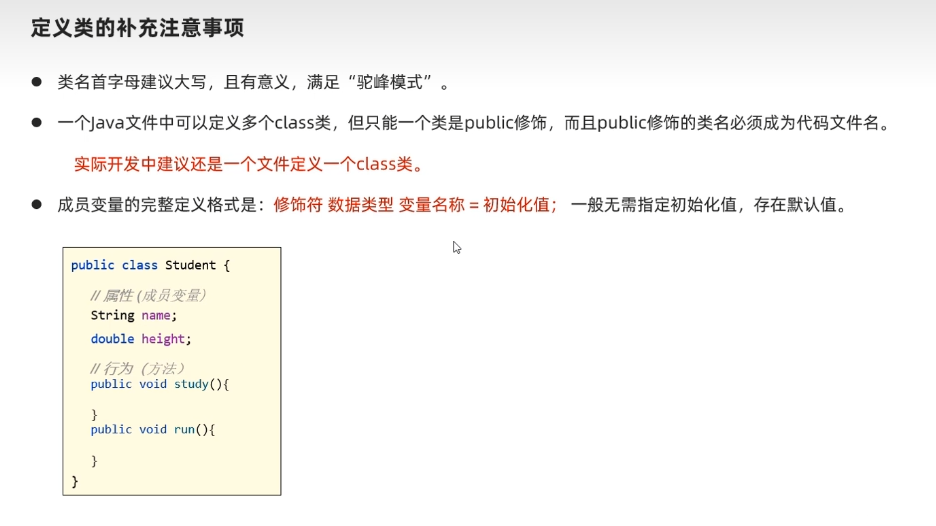 定义类的补充注意事项
● 类名首字母建议大写，且有意义，满足“驼峰模式”。
● 一个Java文件中可以定义多个class类，但只能一个类是public修饰，而且public修饰的类名必须成为代码文件名。
实际开发中建议还是一个文件定义一个class类。
● 成员变量的完整定义格式是：修饰符 数据类型 变量名称 = 初始化值； 一般无需指定初始化值，存在默认值。
public class Student {
// 属性 (成员变量）
String name;
double height;
// 行为（方法）
public void study(){
}
public void run(){
}
}